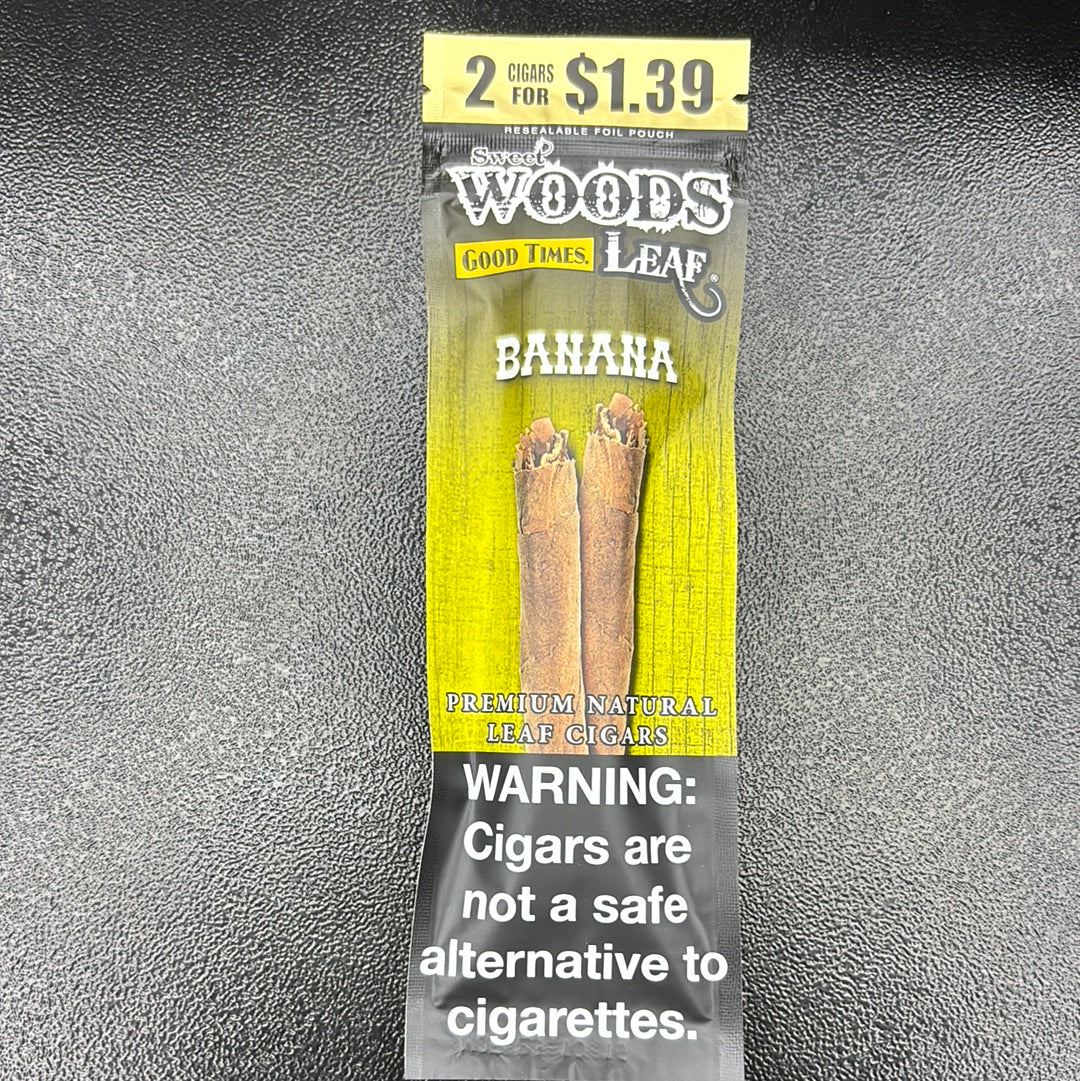 2 CIGARS FOR $1.39
RESEALABLE FOIL POUCH
Sweet
WOODS
GOOD TIMES. LEAF®
BANANA
PREMIUM NATURAL
LEAF CIGARS
WARNING:
Cigars are
not a safe
alternative to
cigarettes.